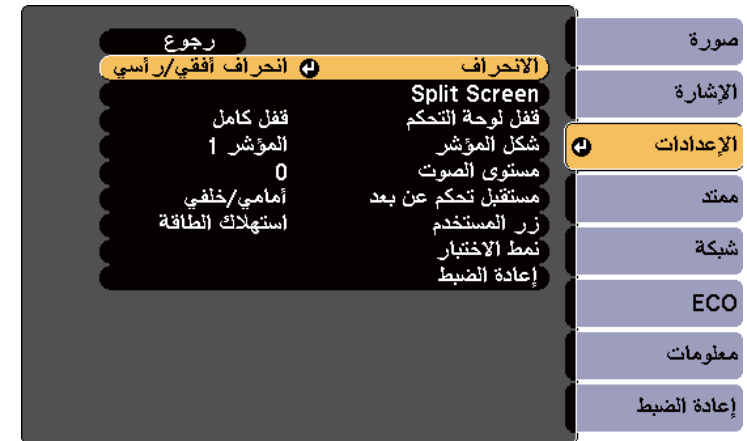 صورة
الإشارة
الإعدادات
ممتد
شبكة
ECO
معلومات
إعادة الضبط
رجوع
الانحراف انحراف أفقي/رأسي
Split Screen
قفل لوحة التحكم قفل كامل
شكل المؤشر المؤشر 1
مستوى الصوت 0
مستقبل تحكم عن بعد أمامي/خلفي
زر المستخدم استهلاك الطاقة
نمط الاختبار
إعادة الضبط